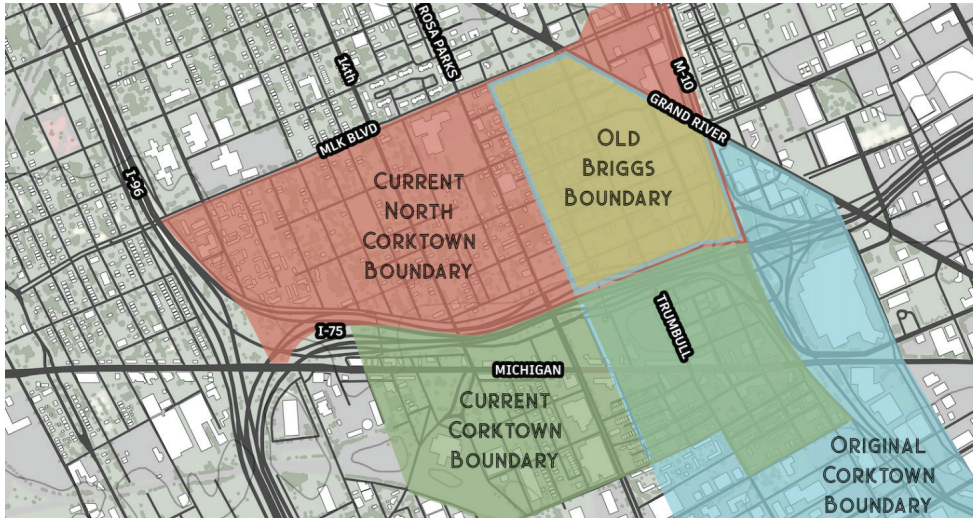 ROSA PARKS
14th
M-10
MLK BLVD
GRAND RIVER
I-96
OLD
BRIGGS
BOUNDARY
CURRENT
NORTH
CORKTOWN
BOUNDARY
I-75
TRUMBULL
MICHIGAN
CURRENT
CORKTOWN
BOUNDARY
ORIGINAL
CORKTOWN
BOUNDARY